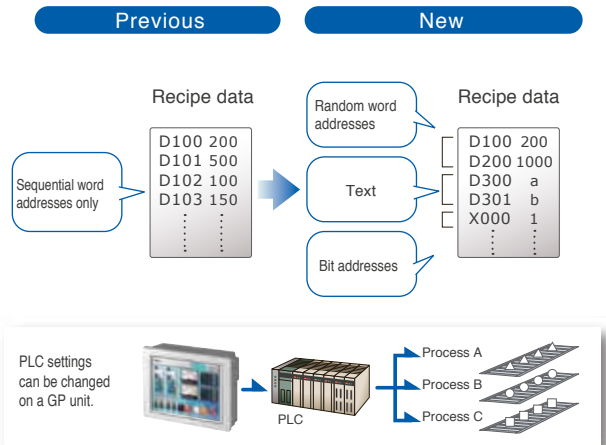 Previous
New
Recipe data
Sequential word
addresses only
D100 200
D101 500
D102 100
D103 150
Random word
addresses
Text
Bit addresses
Recipe data
D100 200
D200 1000
D300 a
D301 b
X000 1
PLC settings
can be changed
on a GP unit.
PLC
Process A
Process B
Process C